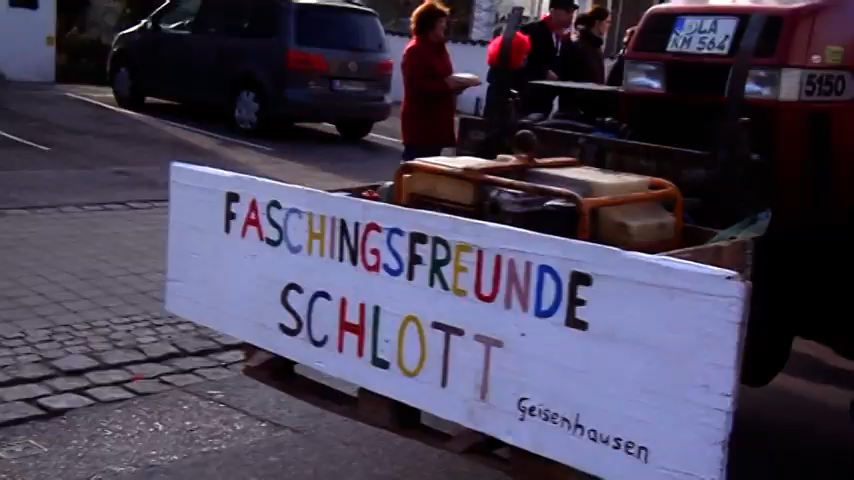 LA
KM 564
5150
FASCHINGSFREUNDE
SCHLOTT
Geisenhausen